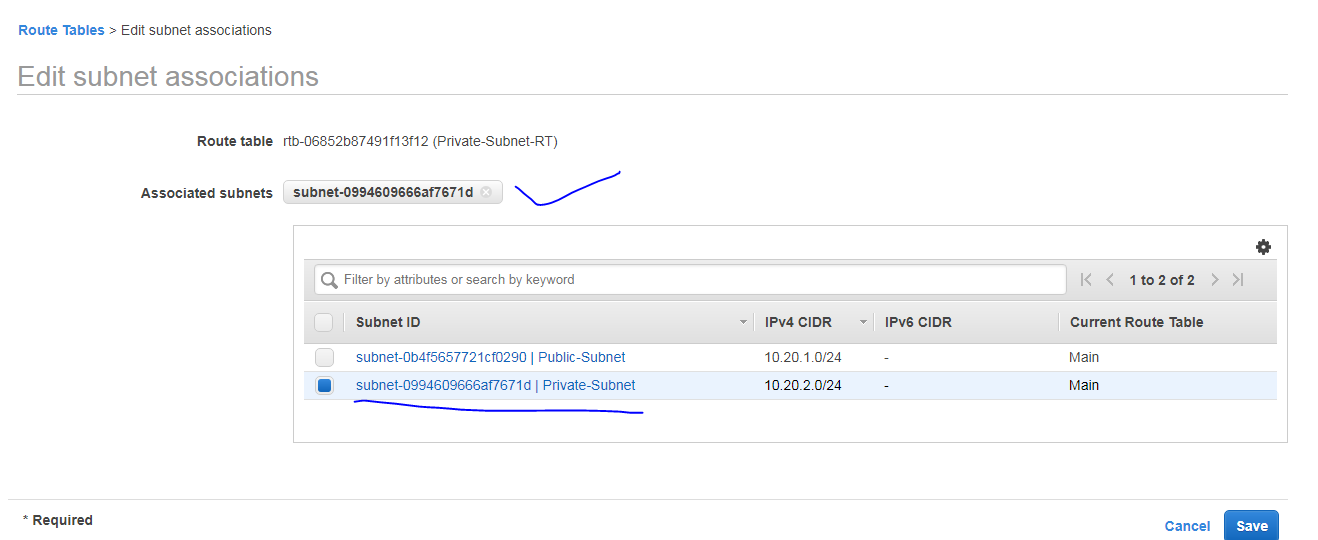 Route Tables > Edit subnet associations
Edit subnet associations
Route table rtb-06852b87491f13f12 (Private-Subnet-RT)
Associated subnets subnet-0994609666af7671d
Filter by attributes or search by keyword 1 to 2 of 2
Subnet ID IPv4 CIDR IPv6 CIDR Current Route Table
subnet-0b4f5657721cf0290 | Public-Subnet 10.20.1.0/24 - Main
subnet-0994609666af7671d | Private-Subnet 10.20.2.0/24 - Main
* Required Cancel Save